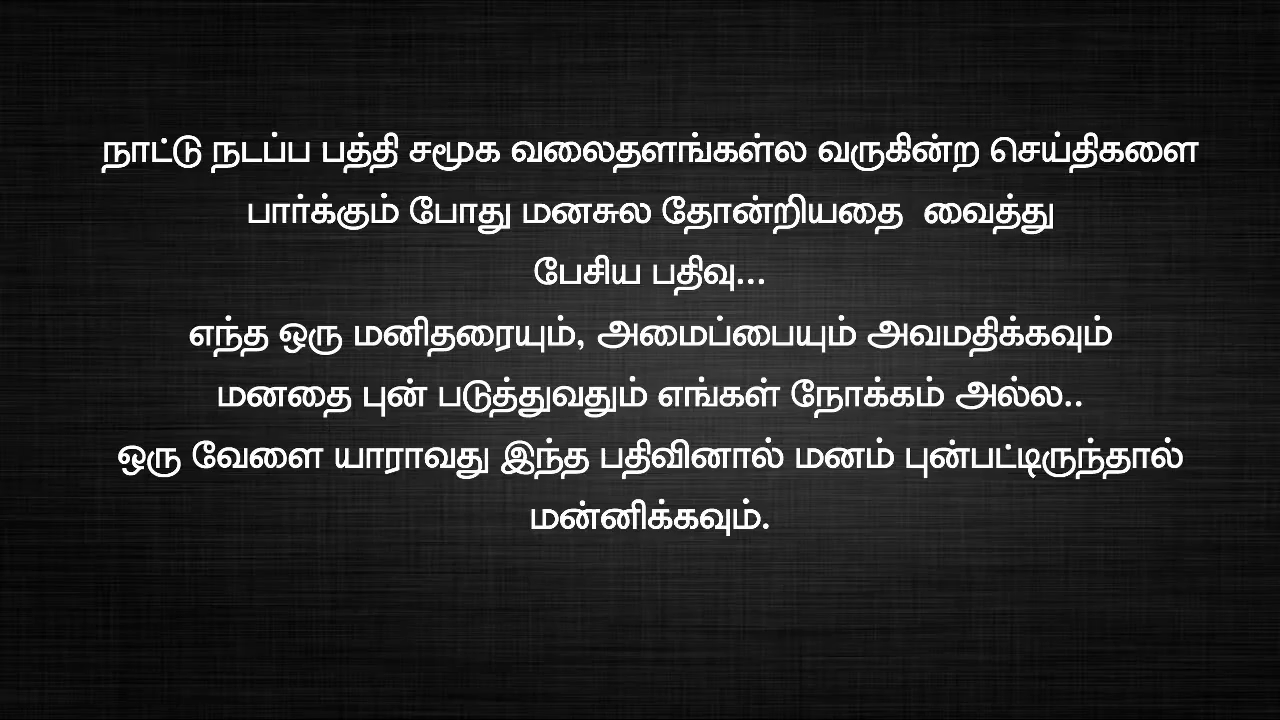 நாட்டு நடப்ப பத்தி சமூக வலைதளங்கள்ல வருகின்ற செய்திகளை
பார்க்கும் போது மனசுல தோன்றியதை வைத்து
பேசிய பதிவு...
எந்த ஒரு மனிதரையும், அமைப்பையும் அவமதிக்கவும்
மனதை புன் படுத்துவதும் எங்கள் நோக்கம் அல்ல..
ஒரு வேளை யாராவது இந்த பதிவினால் மனம் புன்பட்டிருந்தால்
மன்னிக்கவும்.